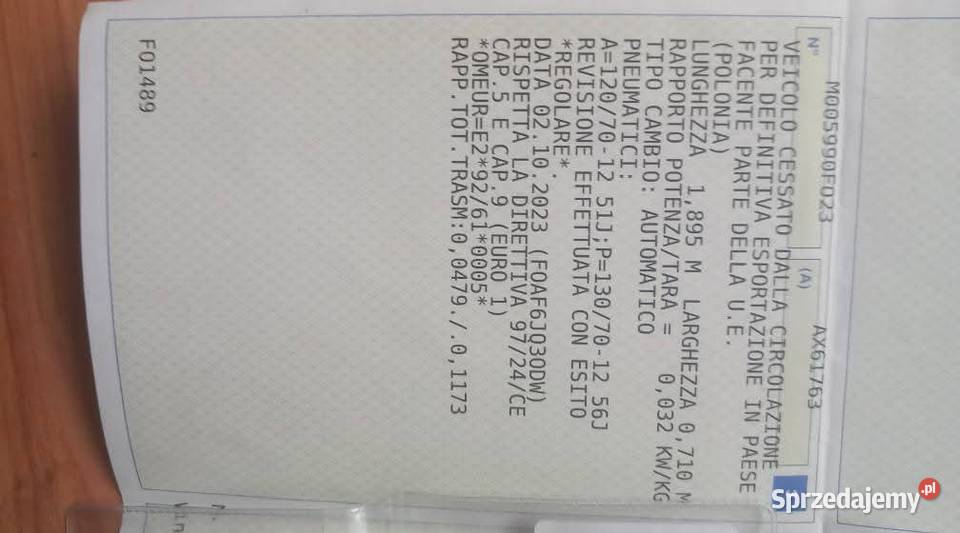 N° M005990F023 (A) AX61763
VEICOLO CESSATO DALLA CIRCOLAZIONE
PER DEFINITIVA ESPORTAZIONE IN PAESE
FACENTE PARTE DELLA U.E.
(POLONIA)
LUNGHEZZA 1,895 M LARGHEZZA 0,710 M
RAPPORTO POTENZA/TARA = 0,032 KW/KG
TIPO CAMBIO: AUTOMATICO
PNEUMATICI:
A=120/70-12 51J;P=130/70-12 56J
REVISIONE EFFETTUATA CON ESITO
*REGOLARE*.
DATA 02.10.2023 (F0AF6JQ30DW)
RISPETTA LA DIRETTIVA 97/24/CE
CAP.5 E CAP.9 (EURO 1)
*OMEUR=E2*92/61*0005*
RAPP.TOT.TRASM:0,0479./.0,1173
F01489
Sprzedajemy.pl